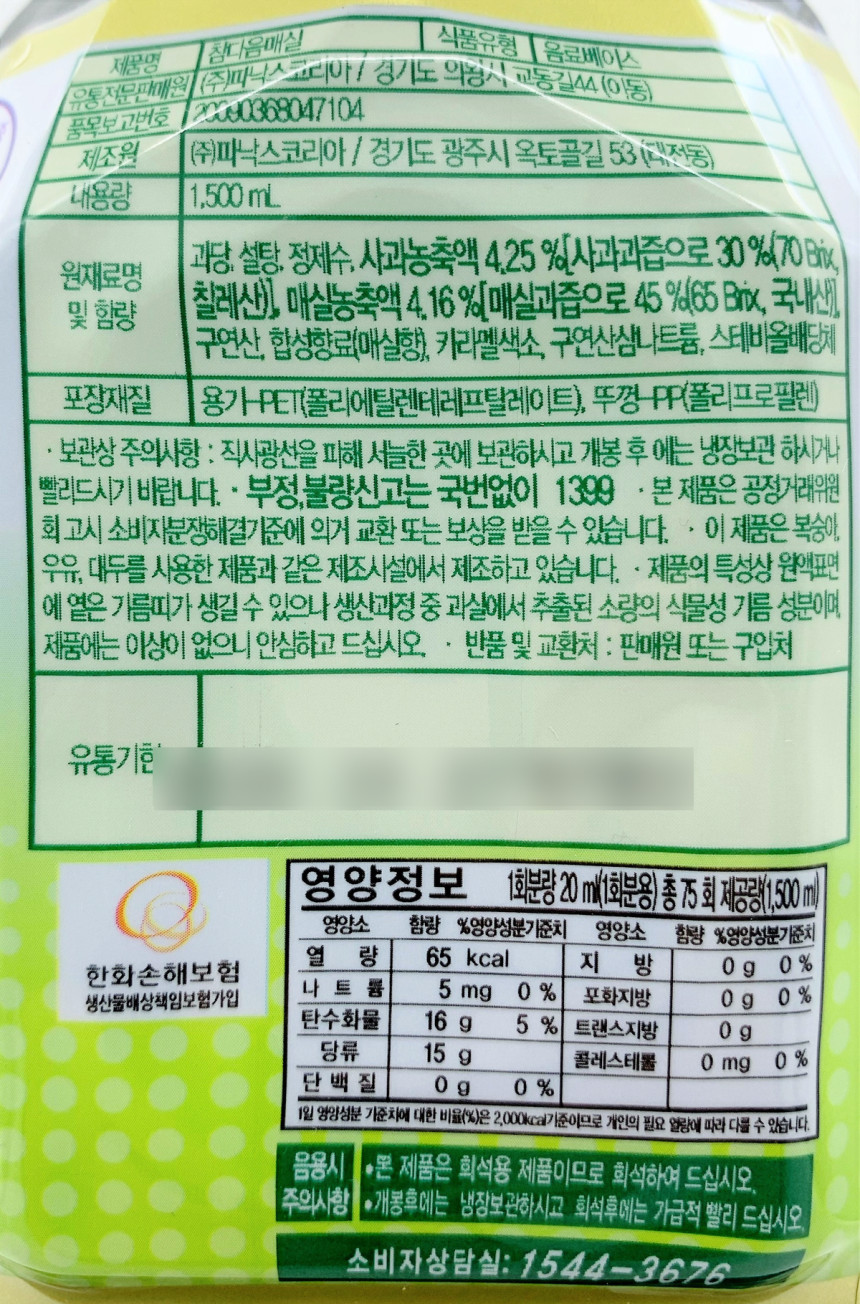 제품명 참다음매실 식품유형 음료베이스
유통전문판매원 (주)파낙스코리아 / 경기도 의왕시 교동길44 (이동)
품목보고번호 20090368047104
제조원 (주)파낙스코리아 / 경기도 광주시 옥토골길 53 (태전동)
내용량 1,500 mL
원재료명 및 함량 과당, 설탕, 정제수, 사과농축액 4.25 %[사과과즙으로 30 %(70 Brix,
칠레산)], 매실농축액 4.16 %[매실과즙으로 45 %(65 Brix, 국내산)],
구연산, 합성향료(매실향), 카라멜색소, 구연산삼나트륨, 스테비올배당체
포장재질 용기-PET(폴리에틸렌테레프탈레이트), 뚜껑-PP(폴리프로필렌)
· 보관상 주의사항 : 직사광선을 피해 서늘한 곳에 보관하시고 개봉 후 에는 냉장보관 하시거나
빨리드시기 바랍니다. · 부정,불량신고는 국번없이 1399 · 본 제품은 공정거래위원
회 고시 소비자분쟁해결기준에 의거 교환 또는 보상을 받을 수 있습니다. · 이 제품은 복숭아,
우유, 대두를 사용한 제품과 같은 제조시설에서 제조하고 있습니다. · 제품의 특성상 원액표면
에 옅은 기름띠가 생길 수 있으나 생산과정 중 과실에서 추출된 소량의 식물성 기름 성분이며,
제품에는 이상이 없으니 안심하고 드십시오. · 반품 및 교환처 : 판매원 또는 구입처
유통기한
한화손해보험
생산물배상책임보험가입
영양정보 1회분량 20 ml(1회분용) 총 75 회 제공량(1,500 ml)
영양소 함량 %영양성분기준치 영양소 함량 %영양성분기준치
열 량 65 kcal 지 방 0 g 0 %
나 트 륨 5 mg 0 % 포화지방 0 g 0 %
탄수화물 16 g 5 % 트랜스지방 0 g
당류 15 g 콜레스테롤 0 mg 0 %
단 백 질 0 g 0 %
1일 영양성분 기준치에 대한 비율(%)은 2,000kcal기준이므로 개인의 필요 열량에 따라 다를 수 있습니다.
음용시 주의사항 •본 제품은 희석용 제품이므로 희석하여 드십시오.
•개봉후에는 냉장보관하시고 희석후에는 가급적 빨리 드십시오.
소비자상담실: 1544-3676